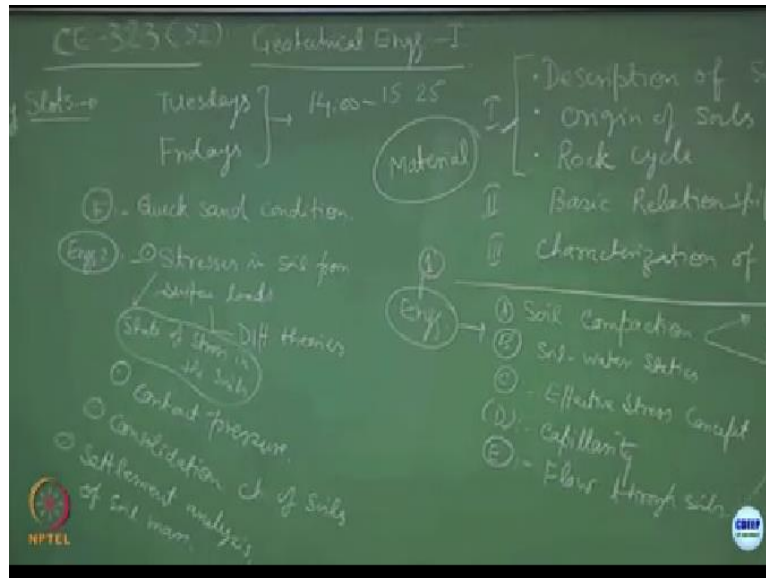 CE-323(S2) Geotechnical Engg-I
Slots→
Tuesdays
Fridays
14.00-15 25
(F)- Quick sand condition
Engg 2 - Stresses in soil from
surface loads
State of Stress in
the Soils
Diff theories
Contact pressure.
Consolidation ch of Soils
Settlement analysis
of soil mass.
Material
I
· Description of S
· Origin of Soils
· Rock Cycle
II Basic Relationship
III Characterization of
1
Engg
(A) Soil Compaction
(B) Soil-water Statics
(C) - Effective Stress Concept
(D) - Capillarity
(E) - Flow through soils
NPTEL
CDEEP